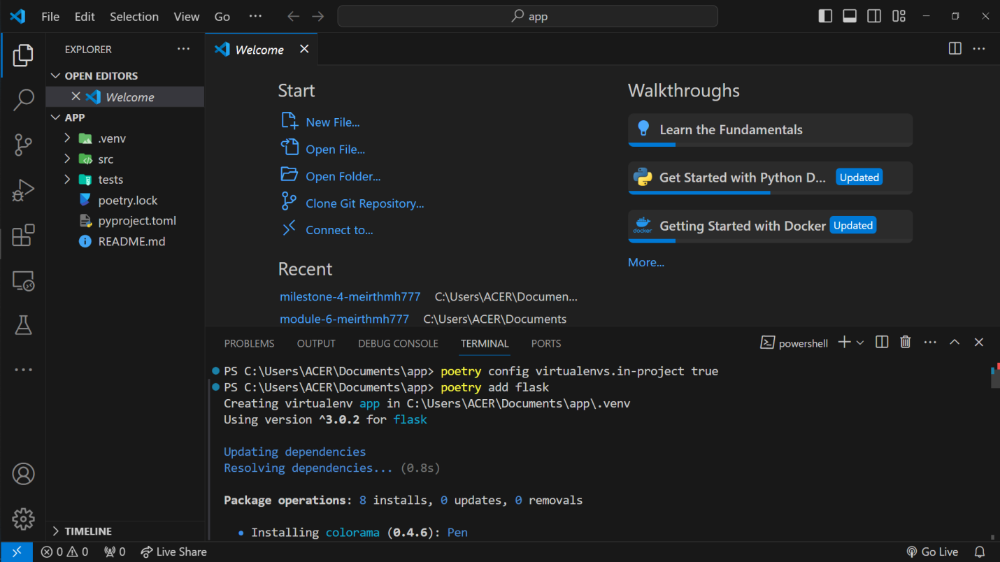 File Edit Selection View Go ··· app
EXPLORER ···
OPEN EDITORS
Welcome
APP
.venv
src
tests
poetry.lock
pyproject.toml
README.md
TIMELINE
Welcome
Start
New File...
Open File...
Open Folder...
Clone Git Repository...
Connect to...
Recent
milestone-4-meirthmh777 C:\Users\ACER\Documen...
module-6-meirthmh777 C:\Users\ACER\Documents
Walkthroughs
Learn the Fundamentals
Get Started with Python D... Updated
docker Getting Started with Docker Updated
More...
PROBLEMS OUTPUT DEBUG CONSOLE TERMINAL PORTS powershell
PS C:\Users\ACER\Documents\app> poetry config virtualenvs.in-project true
PS C:\Users\ACER\Documents\app> poetry add flask
Creating virtualenv app in C:\Users\ACER\Documents\app\.venv
Using version ^3.0.2 for flask
Updating dependencies
Resolving dependencies... (0.8s)
Package operations: 8 installs, 0 updates, 0 removals
• Installing colorama (0.4.6): Pen
0 0 0 Live Share Go Live